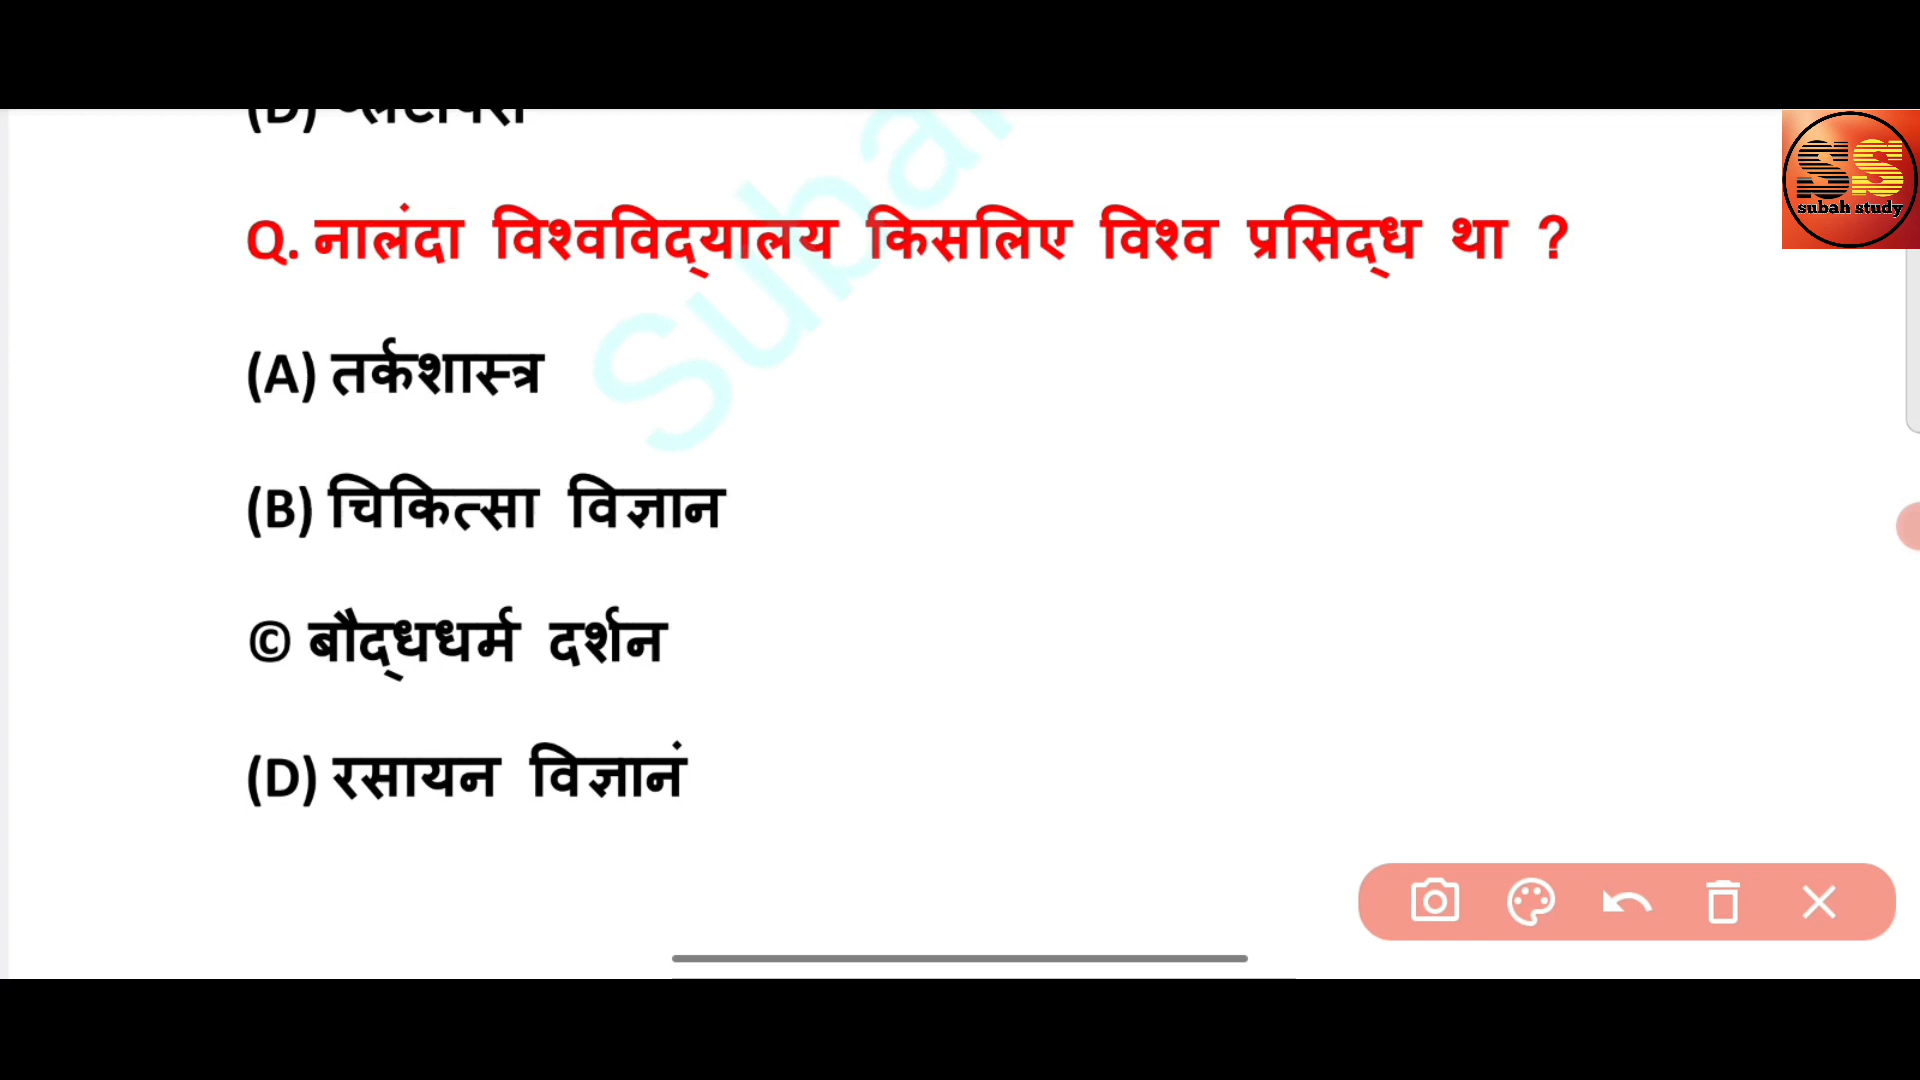 subah study
Q. नालंदा विश्वविद्यालय किसलिए विश्व प्रसिद्ध था ?
(A) तर्कशास्त्र
(B) चिकित्सा विज्ञान
© बौद्धधर्म दर्शन
(D) रसायन विज्ञानं